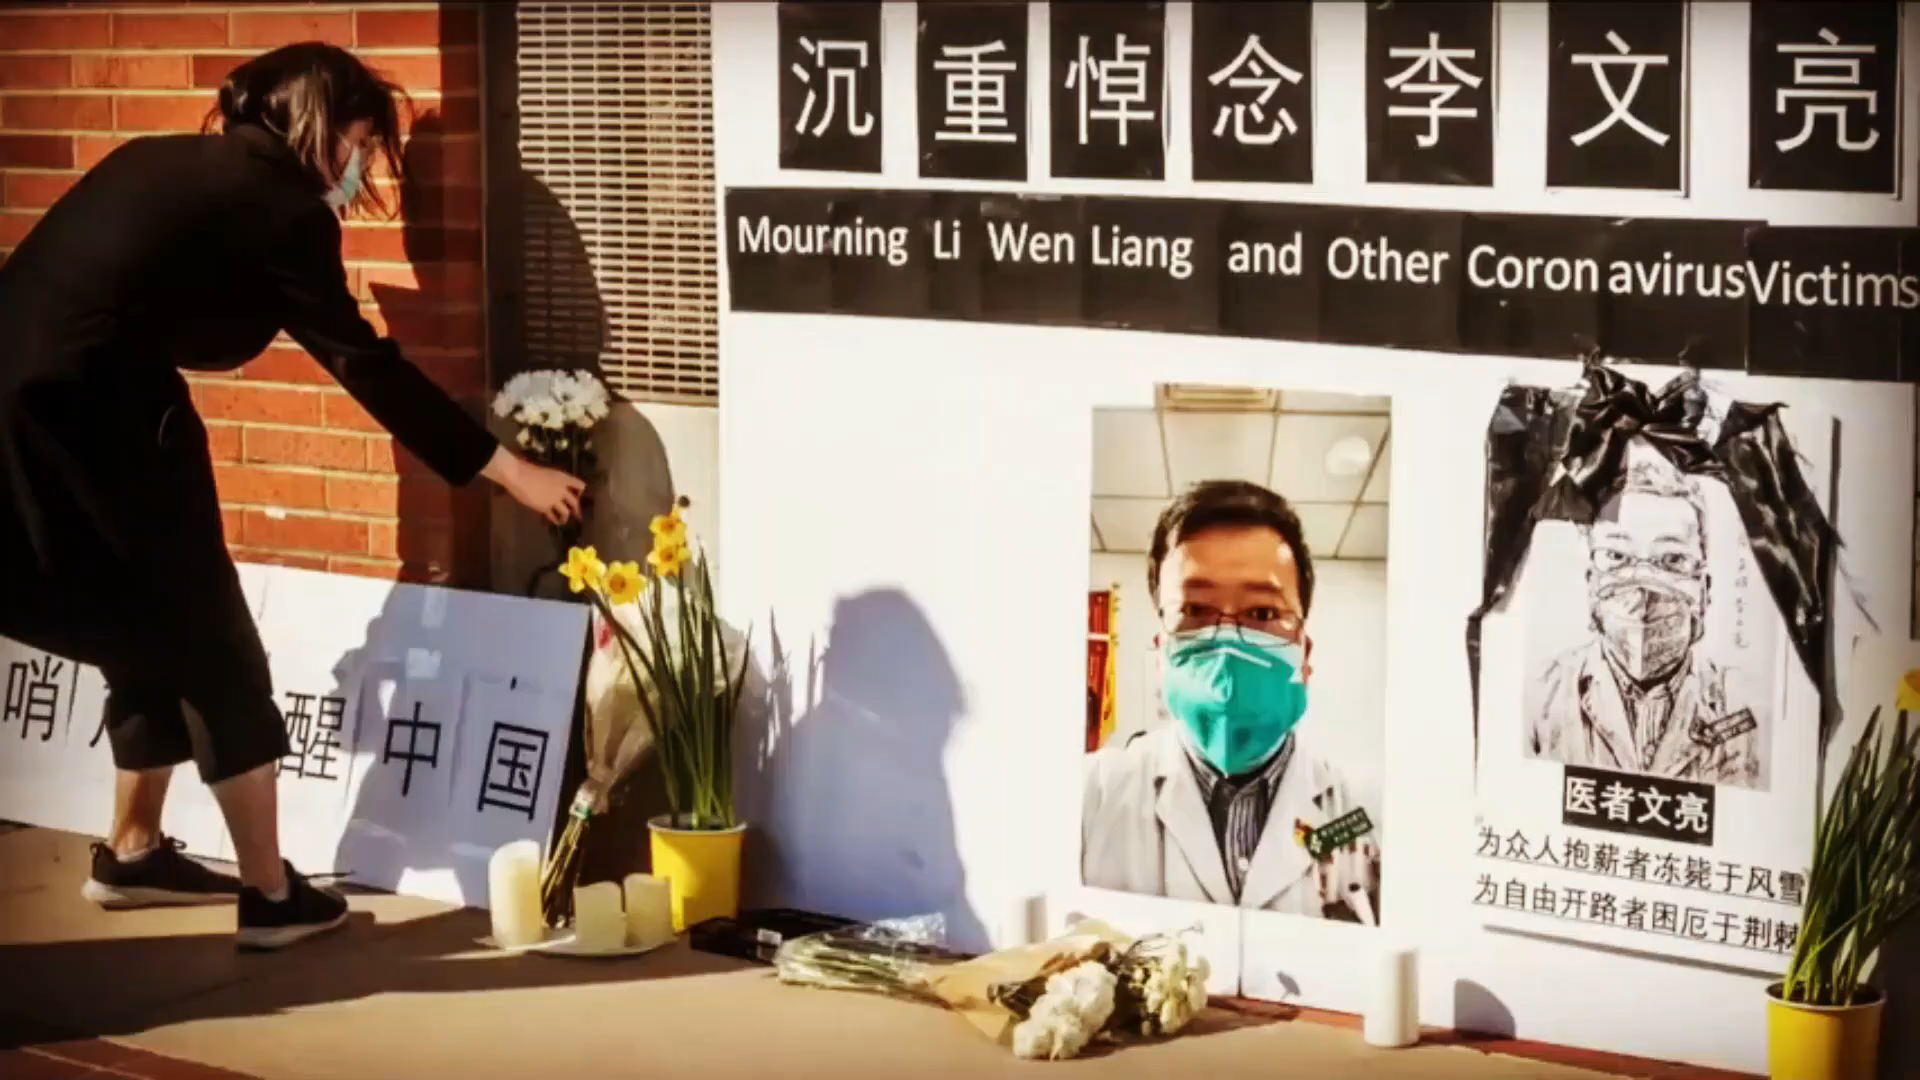 沉重悼念李文亮
Mourning Li Wen Liang and Other Coronavirus Victims
医者文亮
为众人抱薪者冻毙于风雪
为自由开路者困厄于荆棘
哨
醒中国